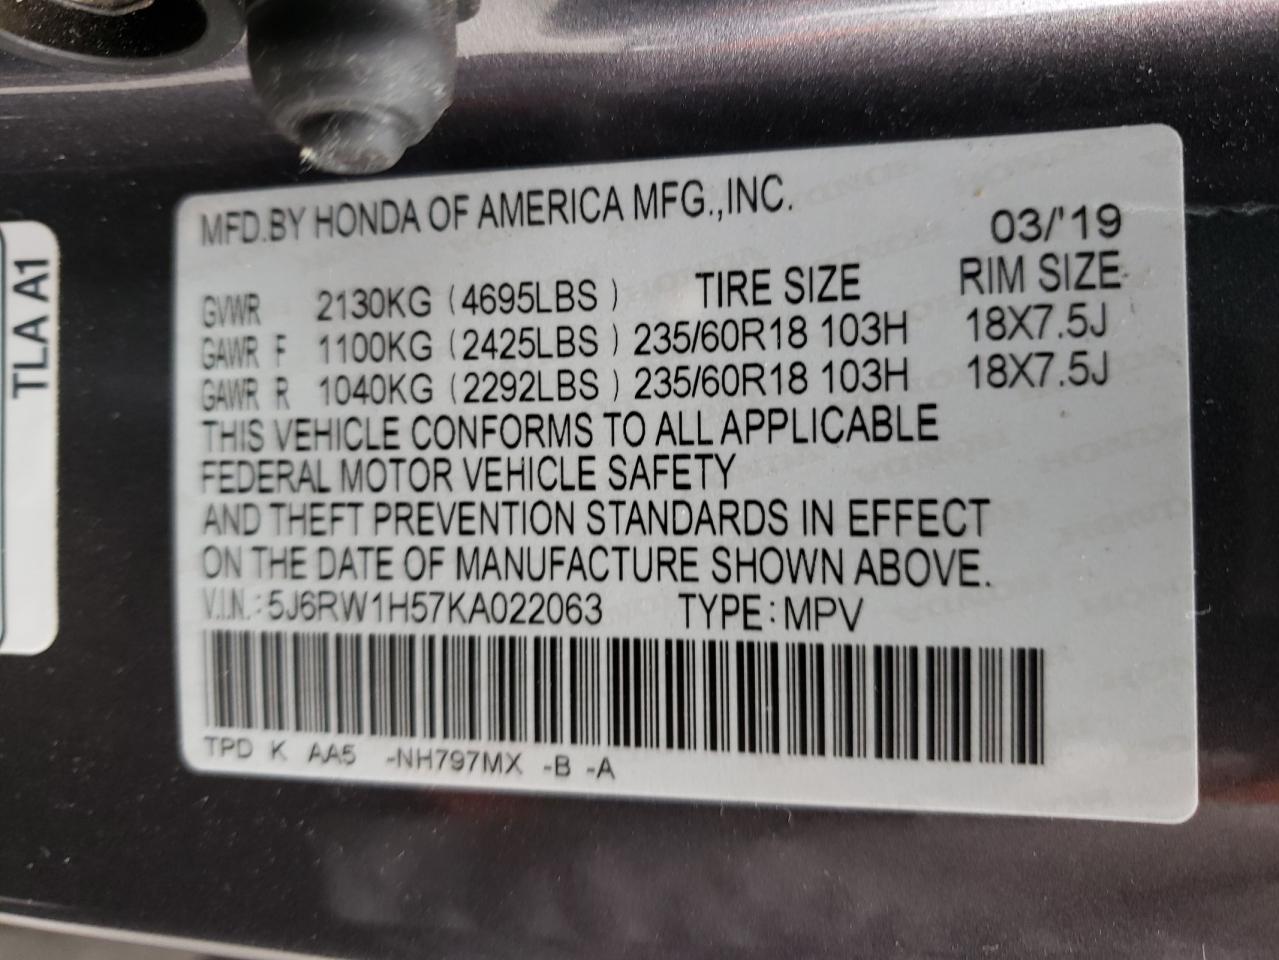 MFD.BY HONDA OF AMERICA MFG.,INC.
03/'19
GVWR 2130KG (4695LBS ) TIRE SIZE RIM SIZE
GAWR F 1100KG (2425LBS ) 235/60R18 103H 18X7.5J
GAWR R 1040KG (2292LBS ) 235/60R18 103H 18X7.5J
THIS VEHICLE CONFORMS TO ALL APPLICABLE
FEDERAL MOTOR VEHICLE SAFETY
AND THEFT PREVENTION STANDARDS IN EFFECT
ON THE DATE OF MANUFACTURE SHOWN ABOVE.
V.I.N.: 5J6RW1H57KA022063 TYPE: MPV
TPD K AA5 -NH797MX -B -A
TLA A1